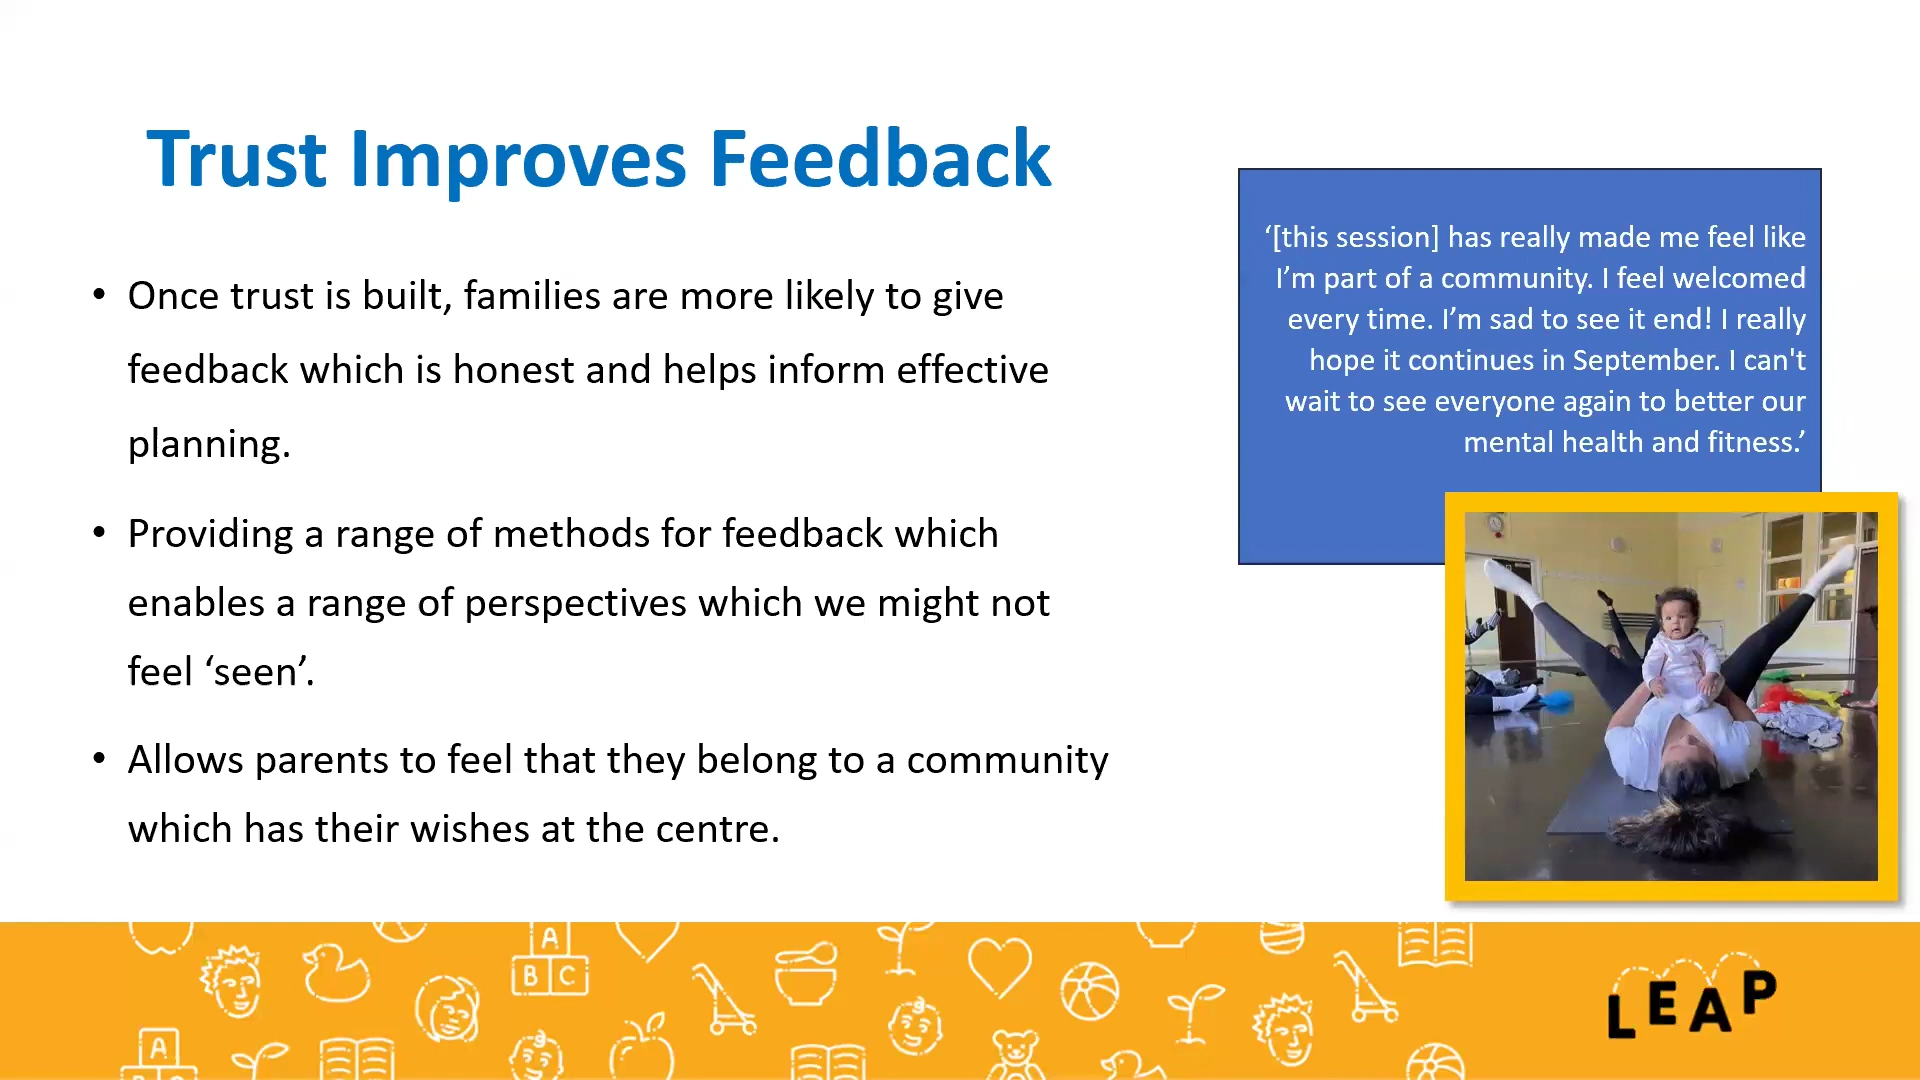 Trust Improves Feedback
• Once trust is built, families are more likely to give
feedback which is honest and helps inform effective
planning.
• Providing a range of methods for feedback which
enables a range of perspectives which we might not
feel ‘seen’.
• Allows parents to feel that they belong to a community
which has their wishes at the centre.
‘[this session] has really made me feel like
I’m part of a community. I feel welcomed
every time. I’m sad to see it end! I really
hope it continues in September. I can't
wait to see everyone again to better our
mental health and fitness.’
A
B C
A
LEAP